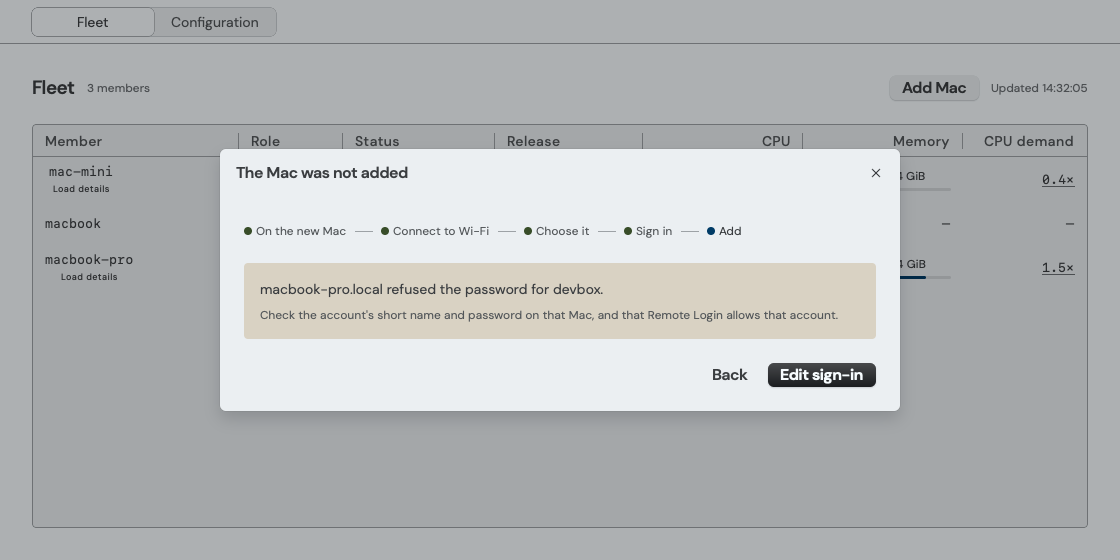 Fleet Configuration
Fleet 3 members Add Mac Updated 14:32:05
Member Role Status Release CPU Memory CPU demand
mac-mini GiB 0.4×
Load details
macbook — —
macbook-pro GiB 1.5×
Load details
The Mac was not added ×
On the new Mac Connect to Wi-Fi Choose it Sign in Add
macbook-pro.local refused the password for devbox.
Check the account's short name and password on that Mac, and that Remote Login allows that account.
Back Edit sign-in